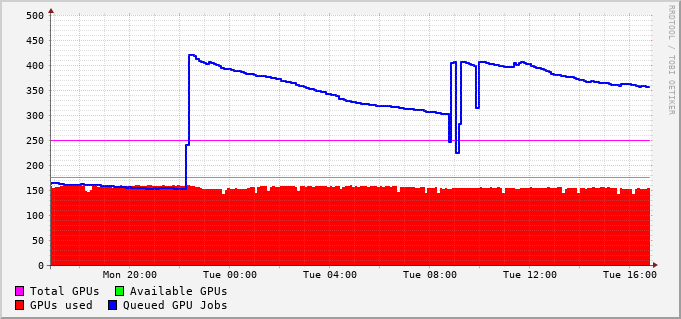 500
450
400
350
300
250
200
150
100
50
0
Mon 20:00 Tue 00:00 Tue 04:00 Tue 08:00 Tue 12:00 Tue 16:00
Total GPUs Available GPUs
GPUs used Queued GPU Jobs
RRDTOOL / TOBI OETIKER